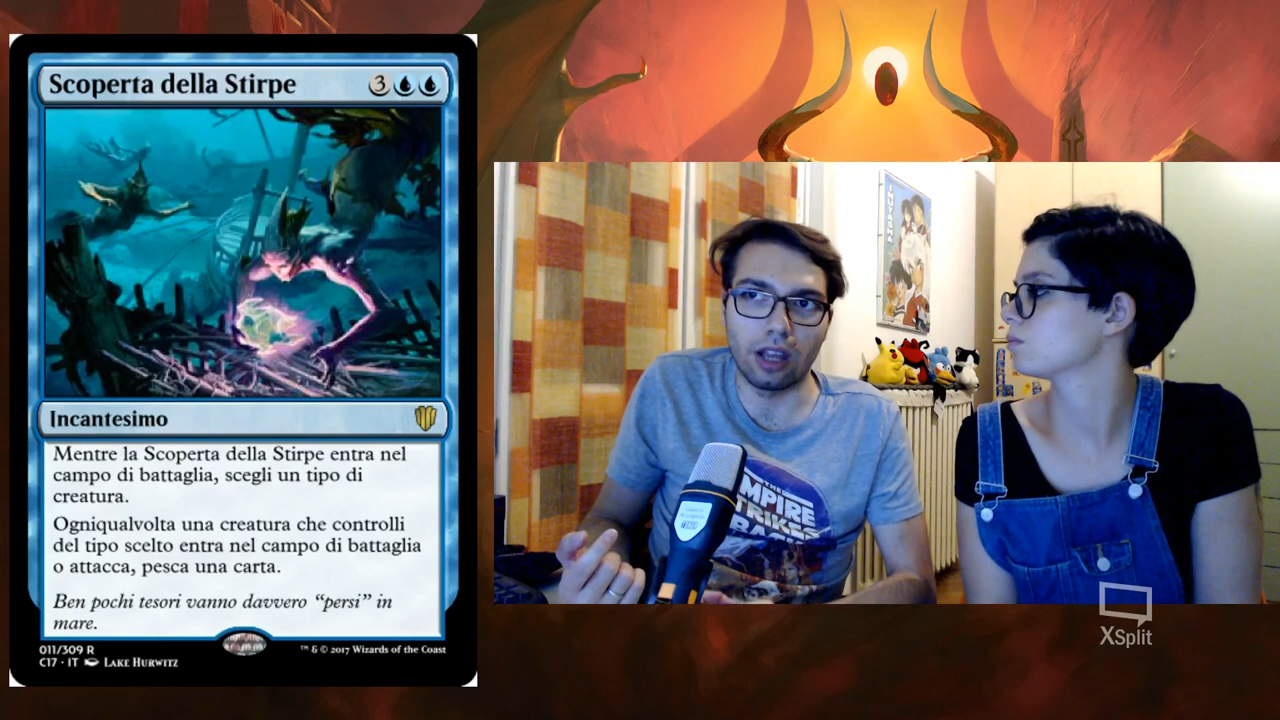 Scoperta della Stirpe
3
Incantesimo
Mentre la Scoperta della Stirpe entra nel
campo di battaglia, scegli un tipo di
creatura.
Ogniqualvolta una creatura che controlli
del tipo scelto entra nel campo di battaglia
o attacca, pesca una carta.
Ben pochi tesori vanno davvero “persi” in
mare.
011/309 R
C17 · IT LAKE HURWITZ
™ & © 2017 Wizards of the Coast
THE
EMPIRE
STRIKES
BACK
XSplit